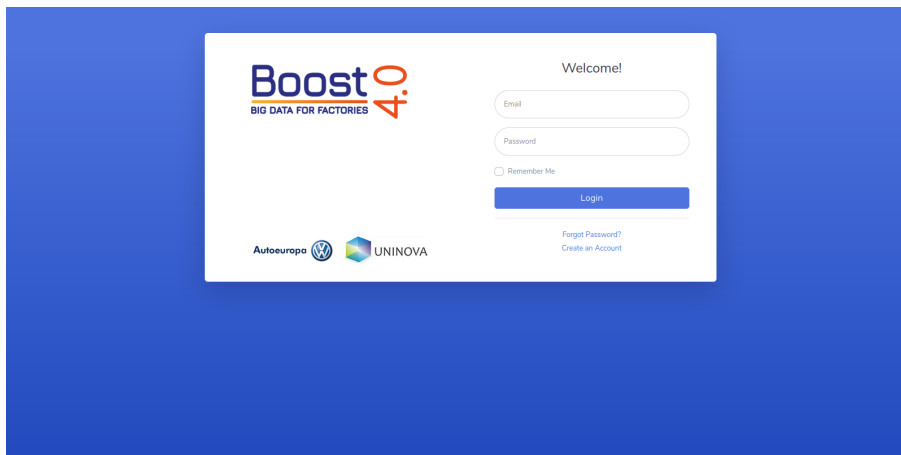 Boost 4.0
BIG DATA FOR FACTORIES
Autoeuropa
UNINOVA
Welcome!
Email
Password
Remember Me
Login
Forgot Password?
Create an Account